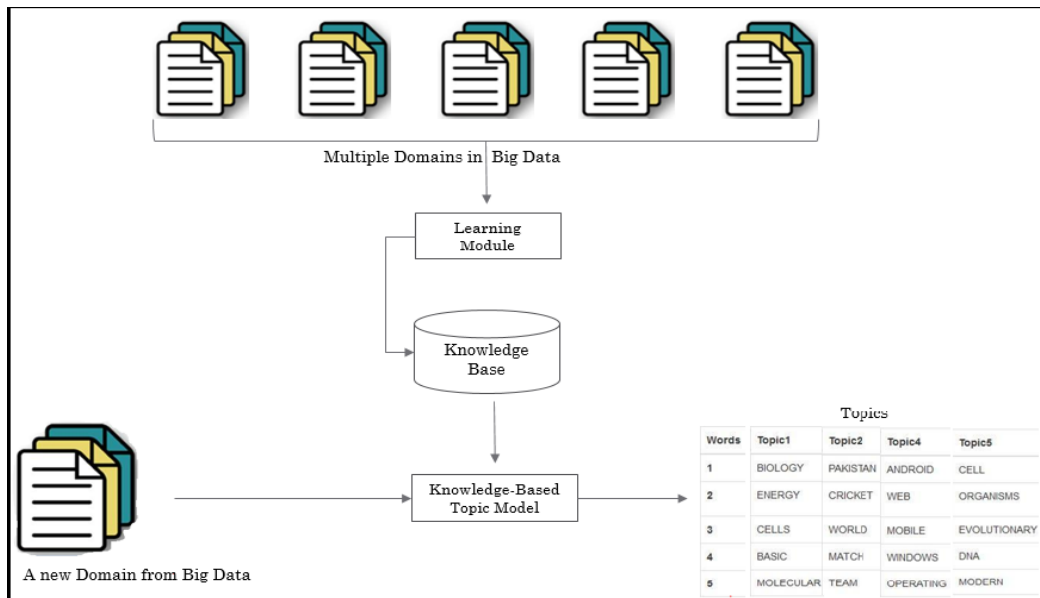 Multiple Domains in Big Data
Learning
Module
Knowledge
Base
Topics
Words Topic1 Topic2 Topic4 Topic5
1 BIOLOGY PAKISTAN ANDROID CELL
2 ENERGY CRICKET WEB ORGANISMS
3 CELLS WORLD MOBILE EVOLUTIONARY
4 BASIC MATCH WINDOWS DNA
5 MOLECULAR TEAM OPERATING MODERN
Knowledge-Based
Topic Model
A new Domain from Big Data